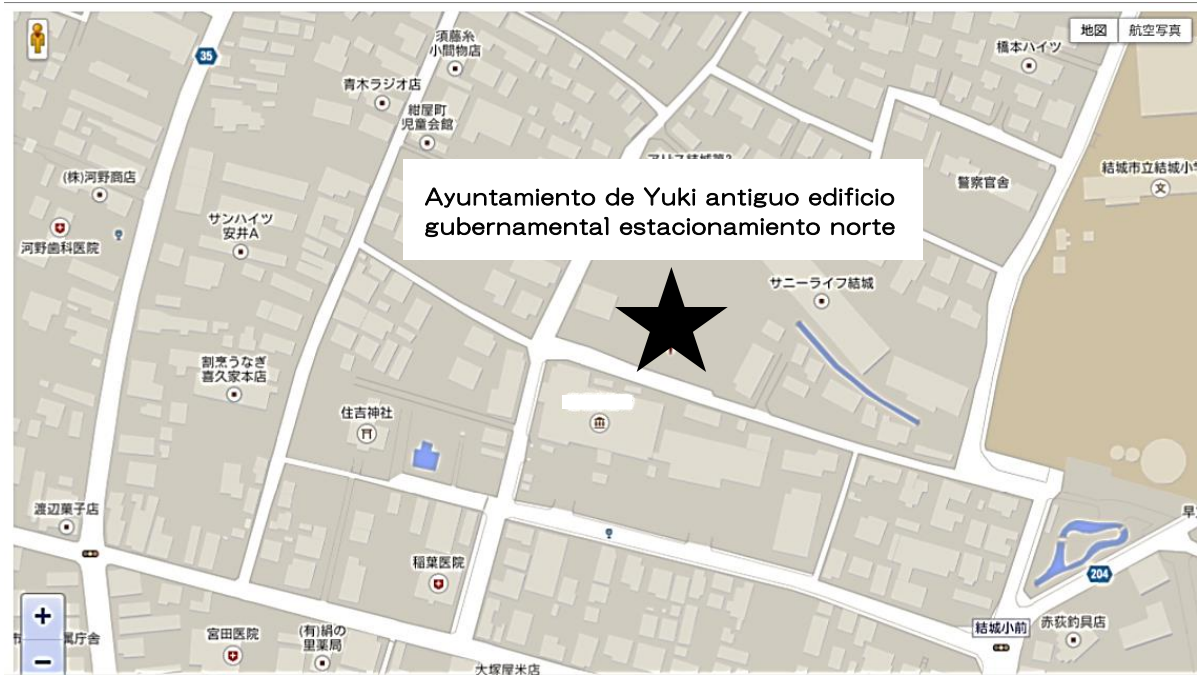 地図
航空写真
35
須藤糸
小間物店
橋本ハイツ
青木ラジオ店
紺屋町
児童会館
結城市立結城小学
文
(株)河野商店
警察官舎
Ayuntamiento de Yuki antiguo edificio
gubernamental estacionamiento norte
サンハイツ
安井A
河野歯科医院
サニーライフ結城
割烹うなぎ
喜久家本店
住吉神社
渡辺菓子店
稲葉医院
204
結城小前
赤荻釣具店
+
−
属庁舎
宮田医院
(有)絹の
里薬局
大塚屋米店